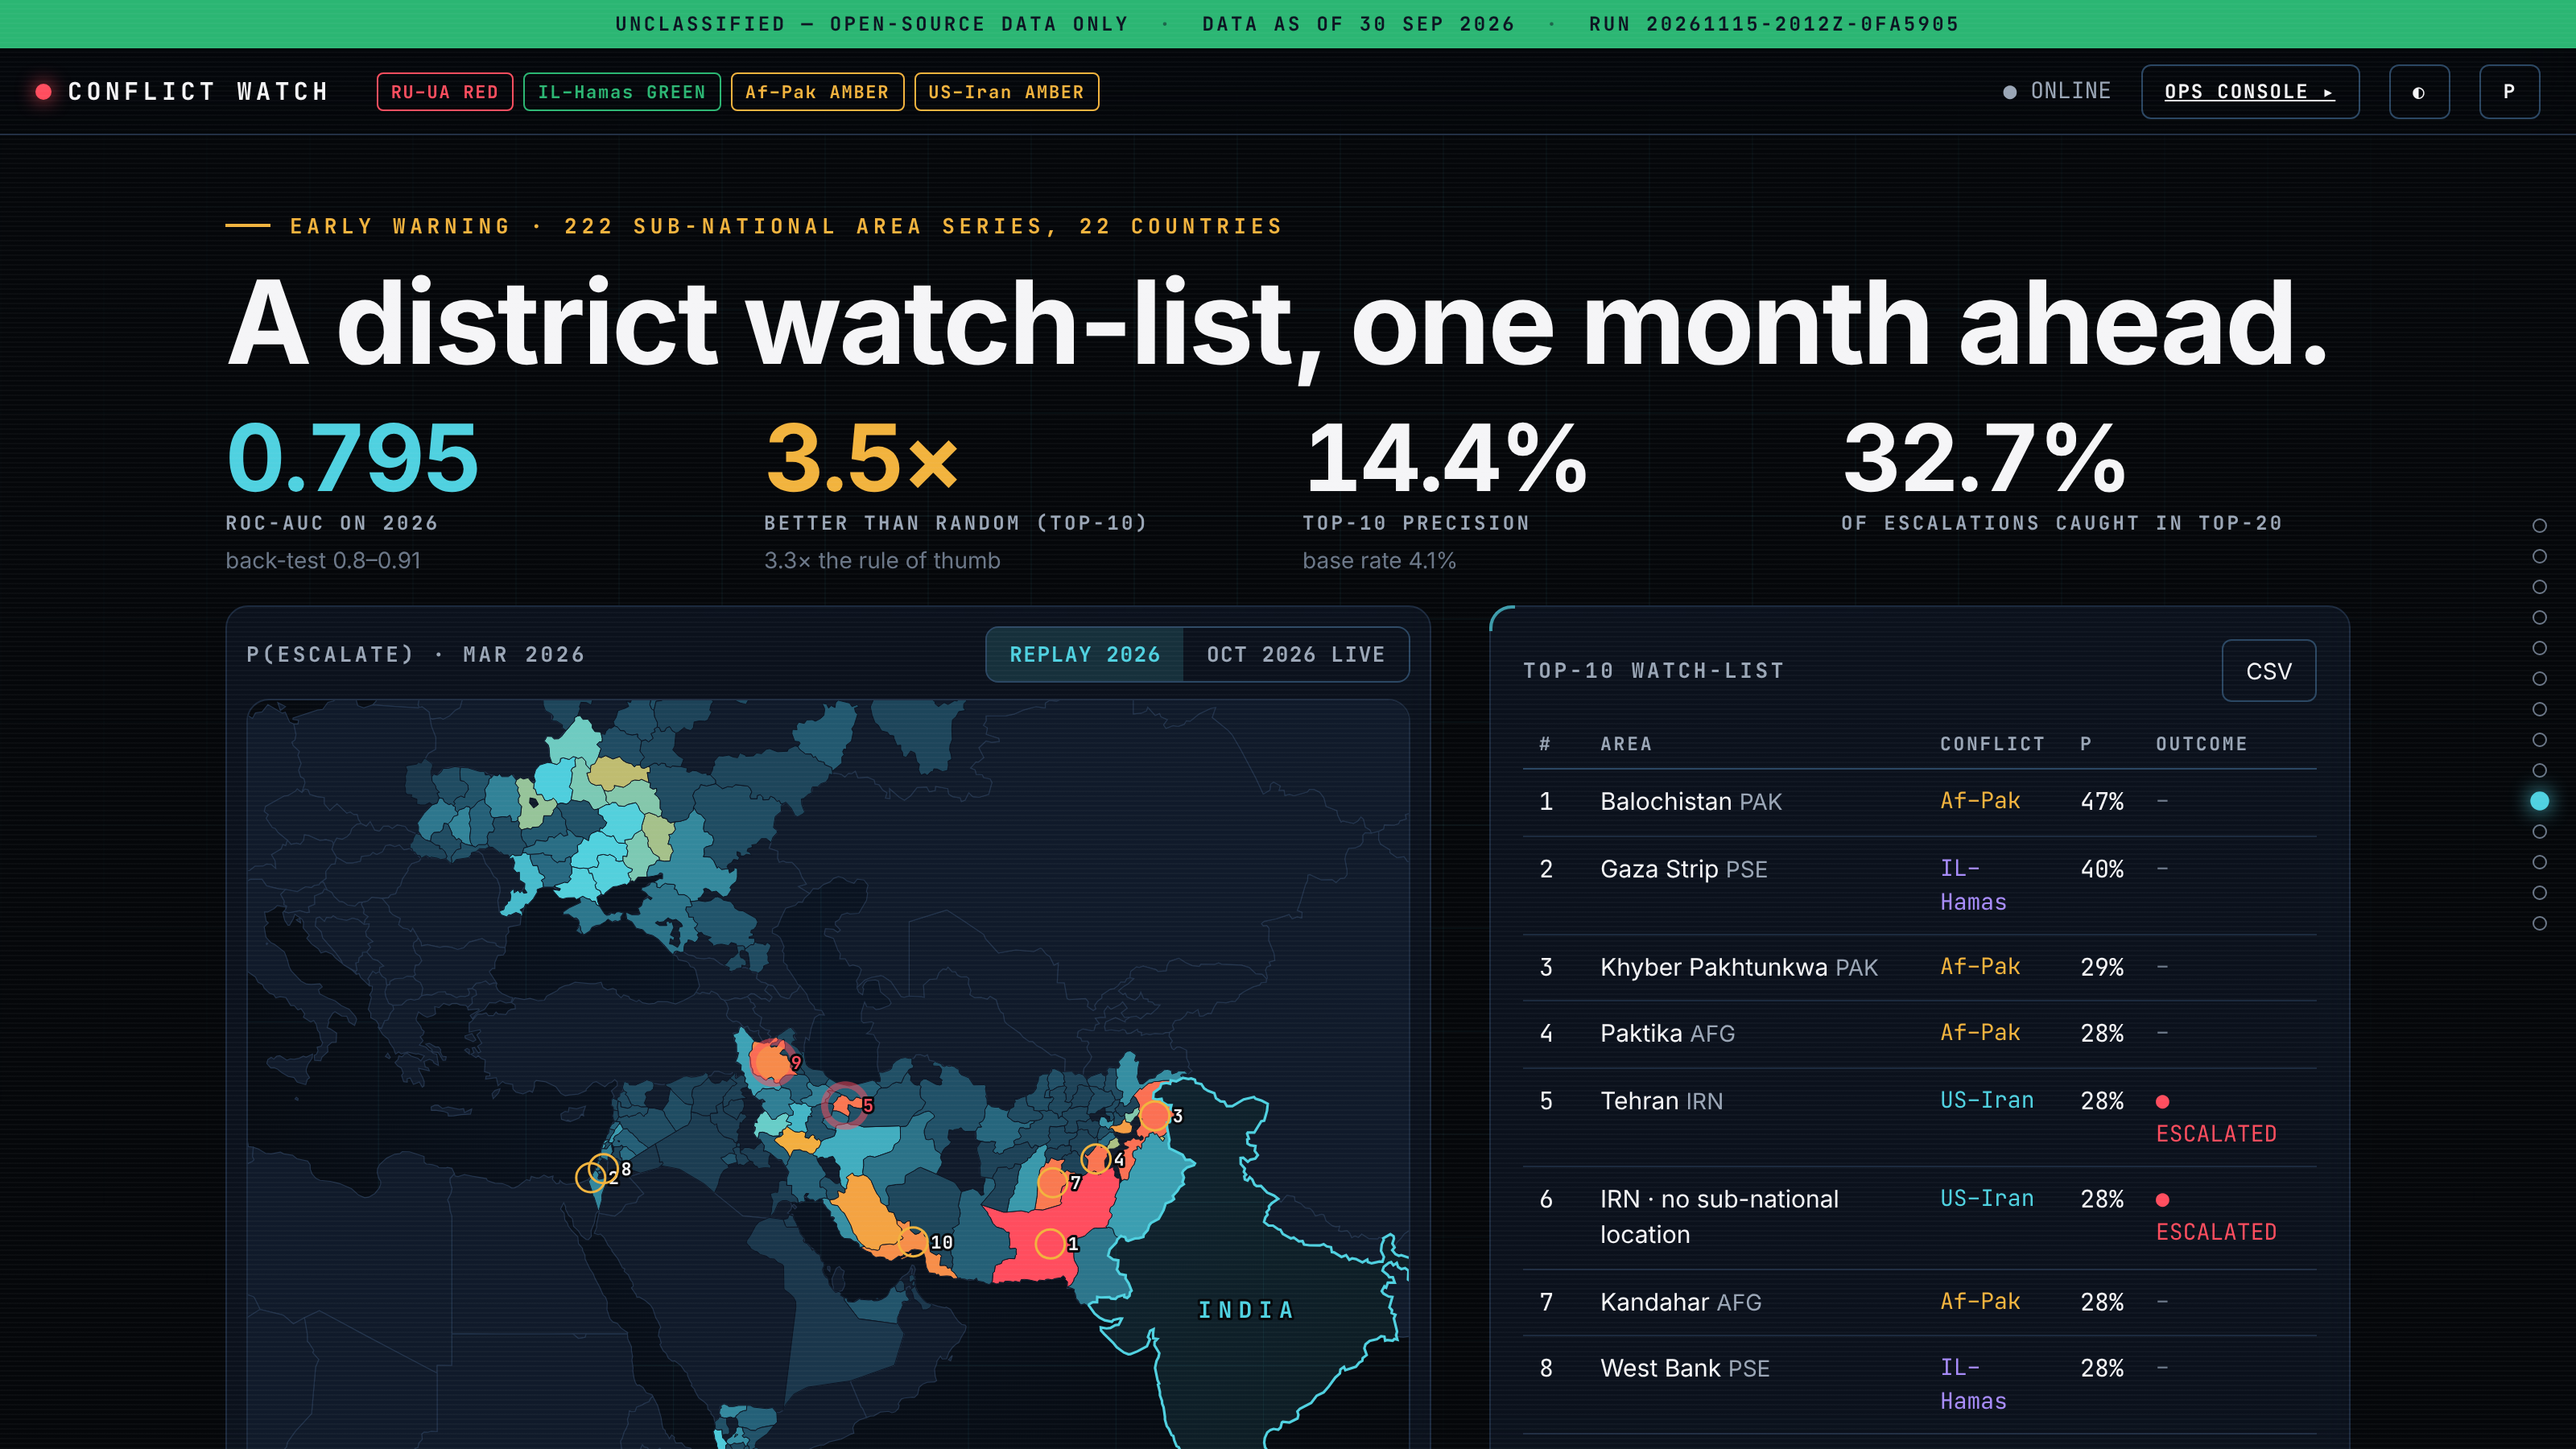 UNCLASSIFIED — OPEN-SOURCE DATA ONLY · DATA AS OF 30 SEP 2026 · RUN 20261115-2012Z-0FA5905
CONFLICT WATCH
RU–UA RED
IL–Hamas GREEN
Af–Pak AMBER
US–Iran AMBER
ONLINE
OPS CONSOLE ▸
◐
P
EARLY WARNING · 222 SUB-NATIONAL AREA SERIES, 22 COUNTRIES
A district watch-list, one month ahead.
0.795
ROC-AUC ON 2026
back-test 0.8–0.91
3.5×
BETTER THAN RANDOM (TOP-10)
3.3× the rule of thumb
14.4%
TOP-10 PRECISION
base rate 4.1%
32.7%
OF ESCALATIONS CAUGHT IN TOP-20
P(ESCALATE) · MAR 2026
REPLAY 2026
OCT 2026 LIVE
9
5
3
4
8
2
7
10
1
INDIA
TOP-10 WATCH-LIST
CSV
# AREA CONFLICT P OUTCOME
1 Balochistan PAK Af–Pak 47% –
2 Gaza Strip PSE IL–
Hamas 40% –
3 Khyber Pakhtunkwa PAK Af–Pak 29% –
4 Paktika AFG Af–Pak 28% –
5 Tehran IRN US–Iran 28% ●
ESCALATED
6 IRN · no sub-national
location US–Iran 28% ●
ESCALATED
7 Kandahar AFG Af–Pak 28% –
8 West Bank PSE IL–
Hamas 28% –